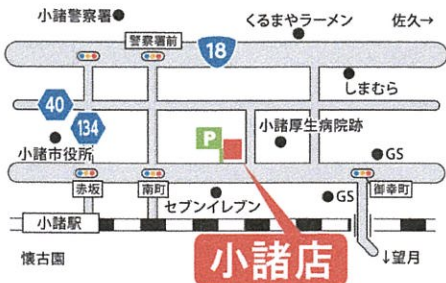 小諸警察署
くるまやラーメン
佐久→
警察署前
18
しまむら
40
134
P
小諸厚生病院跡
小諸市役所
GS
赤坂
南町
セブンイレブン
GS
御幸町
小諸駅
懐古園
小諸店
↓望月